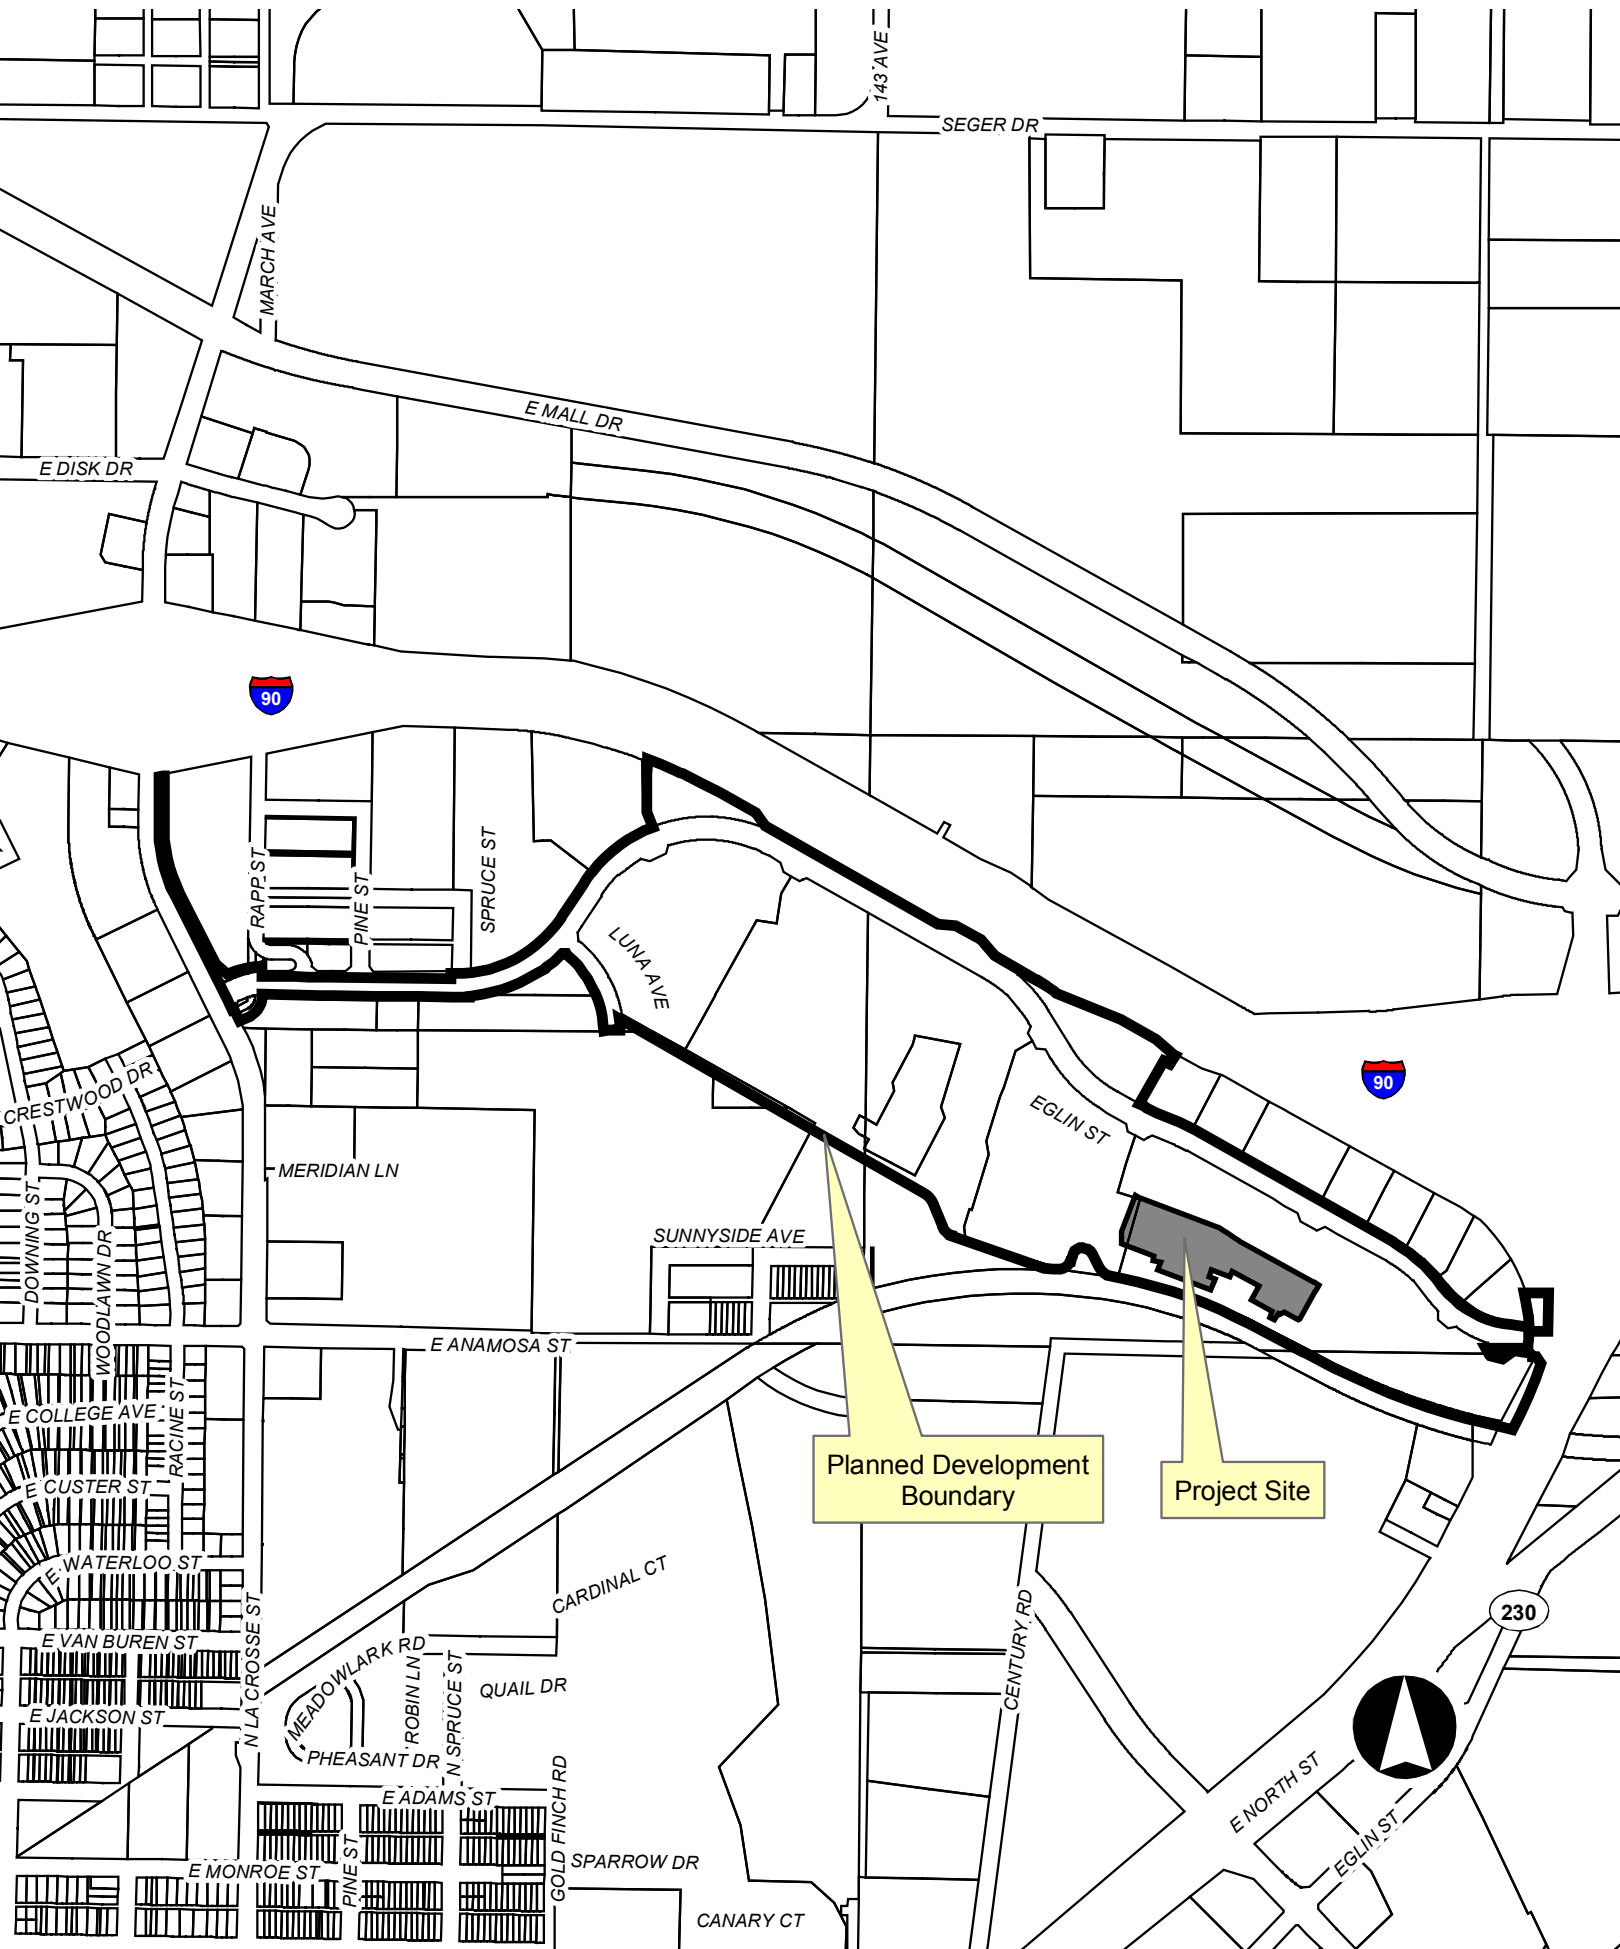 143 AVE
SEGER DR
MARCH AVE
E MALL DR
E DISK DR
90
SPRUCE ST
RAPP ST
PINE ST
LUNA AVE
90
CRESTWOOD DR
EGLIN ST
MERIDIAN LN
DOWNING ST
WOODLAWN DR
SUNNYSIDE AVE
E ANAMOSA ST
E COLLEGE AVE
RACINE ST
Planned Development
Boundary
Project Site
E CUSTER ST
E WATERLOO ST
CARDINAL CT
230
E VAN BUREN ST
N LA CROSSE ST
MEADOWLARK RD
ROBIN LN
N SPRUCE ST
QUAIL DR
CENTURY RD
E JACKSON ST
PHEASANT DR
E ADAMS ST
GOLD FINCH RD
E NORTH ST
EGLIN ST
E MONROE ST
PINE ST
SPARROW DR
CANARY CT